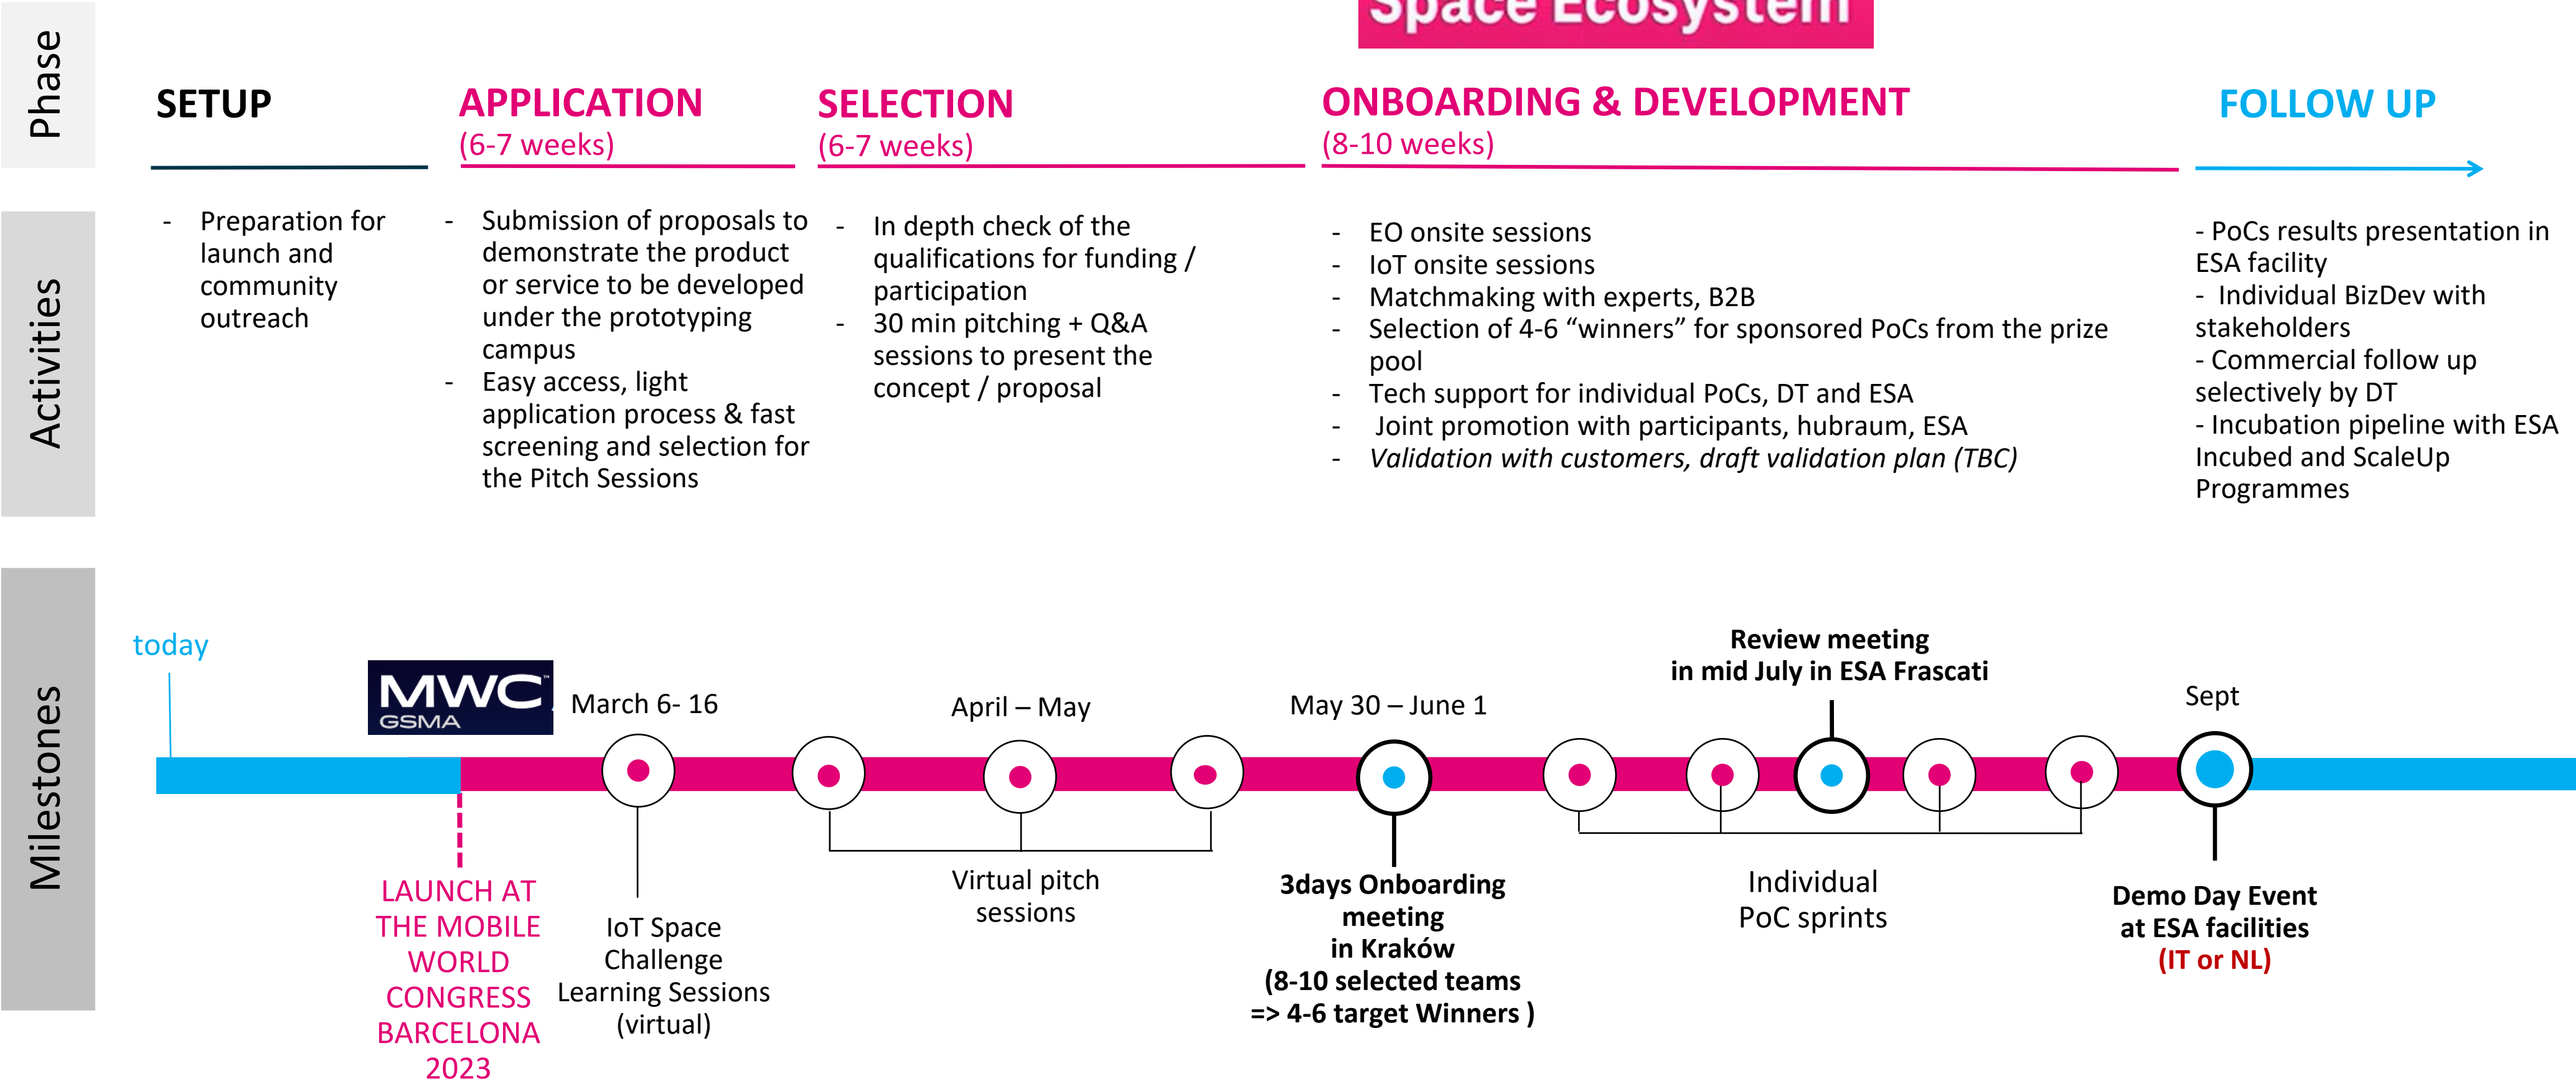 Space Ecosystem
Phase
SETUP
APPLICATION
(6-7 weeks)
SELECTION
(6-7 weeks)
ONBOARDING & DEVELOPMENT
(8-10 weeks)
FOLLOW UP
Activities
- Preparation for
launch and
community
outreach
- Submission of proposals to
demonstrate the product
or service to be developed
under the prototyping
campus
- Easy access, light
application process & fast
screening and selection for
the Pitch Sessions
- In depth check of the
qualifications for funding /
participation
- 30 min pitching + Q&A
sessions to present the
concept / proposal
- EO onsite sessions
- IoT onsite sessions
- Matchmaking with experts, B2B
- Selection of 4-6 “winners” for sponsored PoCs from the prize
pool
- Tech support for individual PoCs, DT and ESA
- Joint promotion with participants, hubraum, ESA
- Validation with customers, draft validation plan (TBC)
- PoCs results presentation in
ESA facility
- Individual BizDev with
stakeholders
- Commercial follow up
selectively by DT
- Incubation pipeline with ESA
Incubed and ScaleUp
Programmes
Milestones
today
MWC™
GSMA
LAUNCH AT
THE MOBILE
WORLD
CONGRESS
BARCELONA
2023
March 6- 16
IoT Space
Challenge
Learning Sessions
(virtual)
April – May
Virtual pitch
sessions
May 30 – June 1
3days Onboarding
meeting
in Kraków
(8-10 selected teams
=> 4-6 target Winners )
Review meeting
in mid July in ESA Frascati
Individual
PoC sprints
Sept
Demo Day Event
at ESA facilities
(IT or NL)